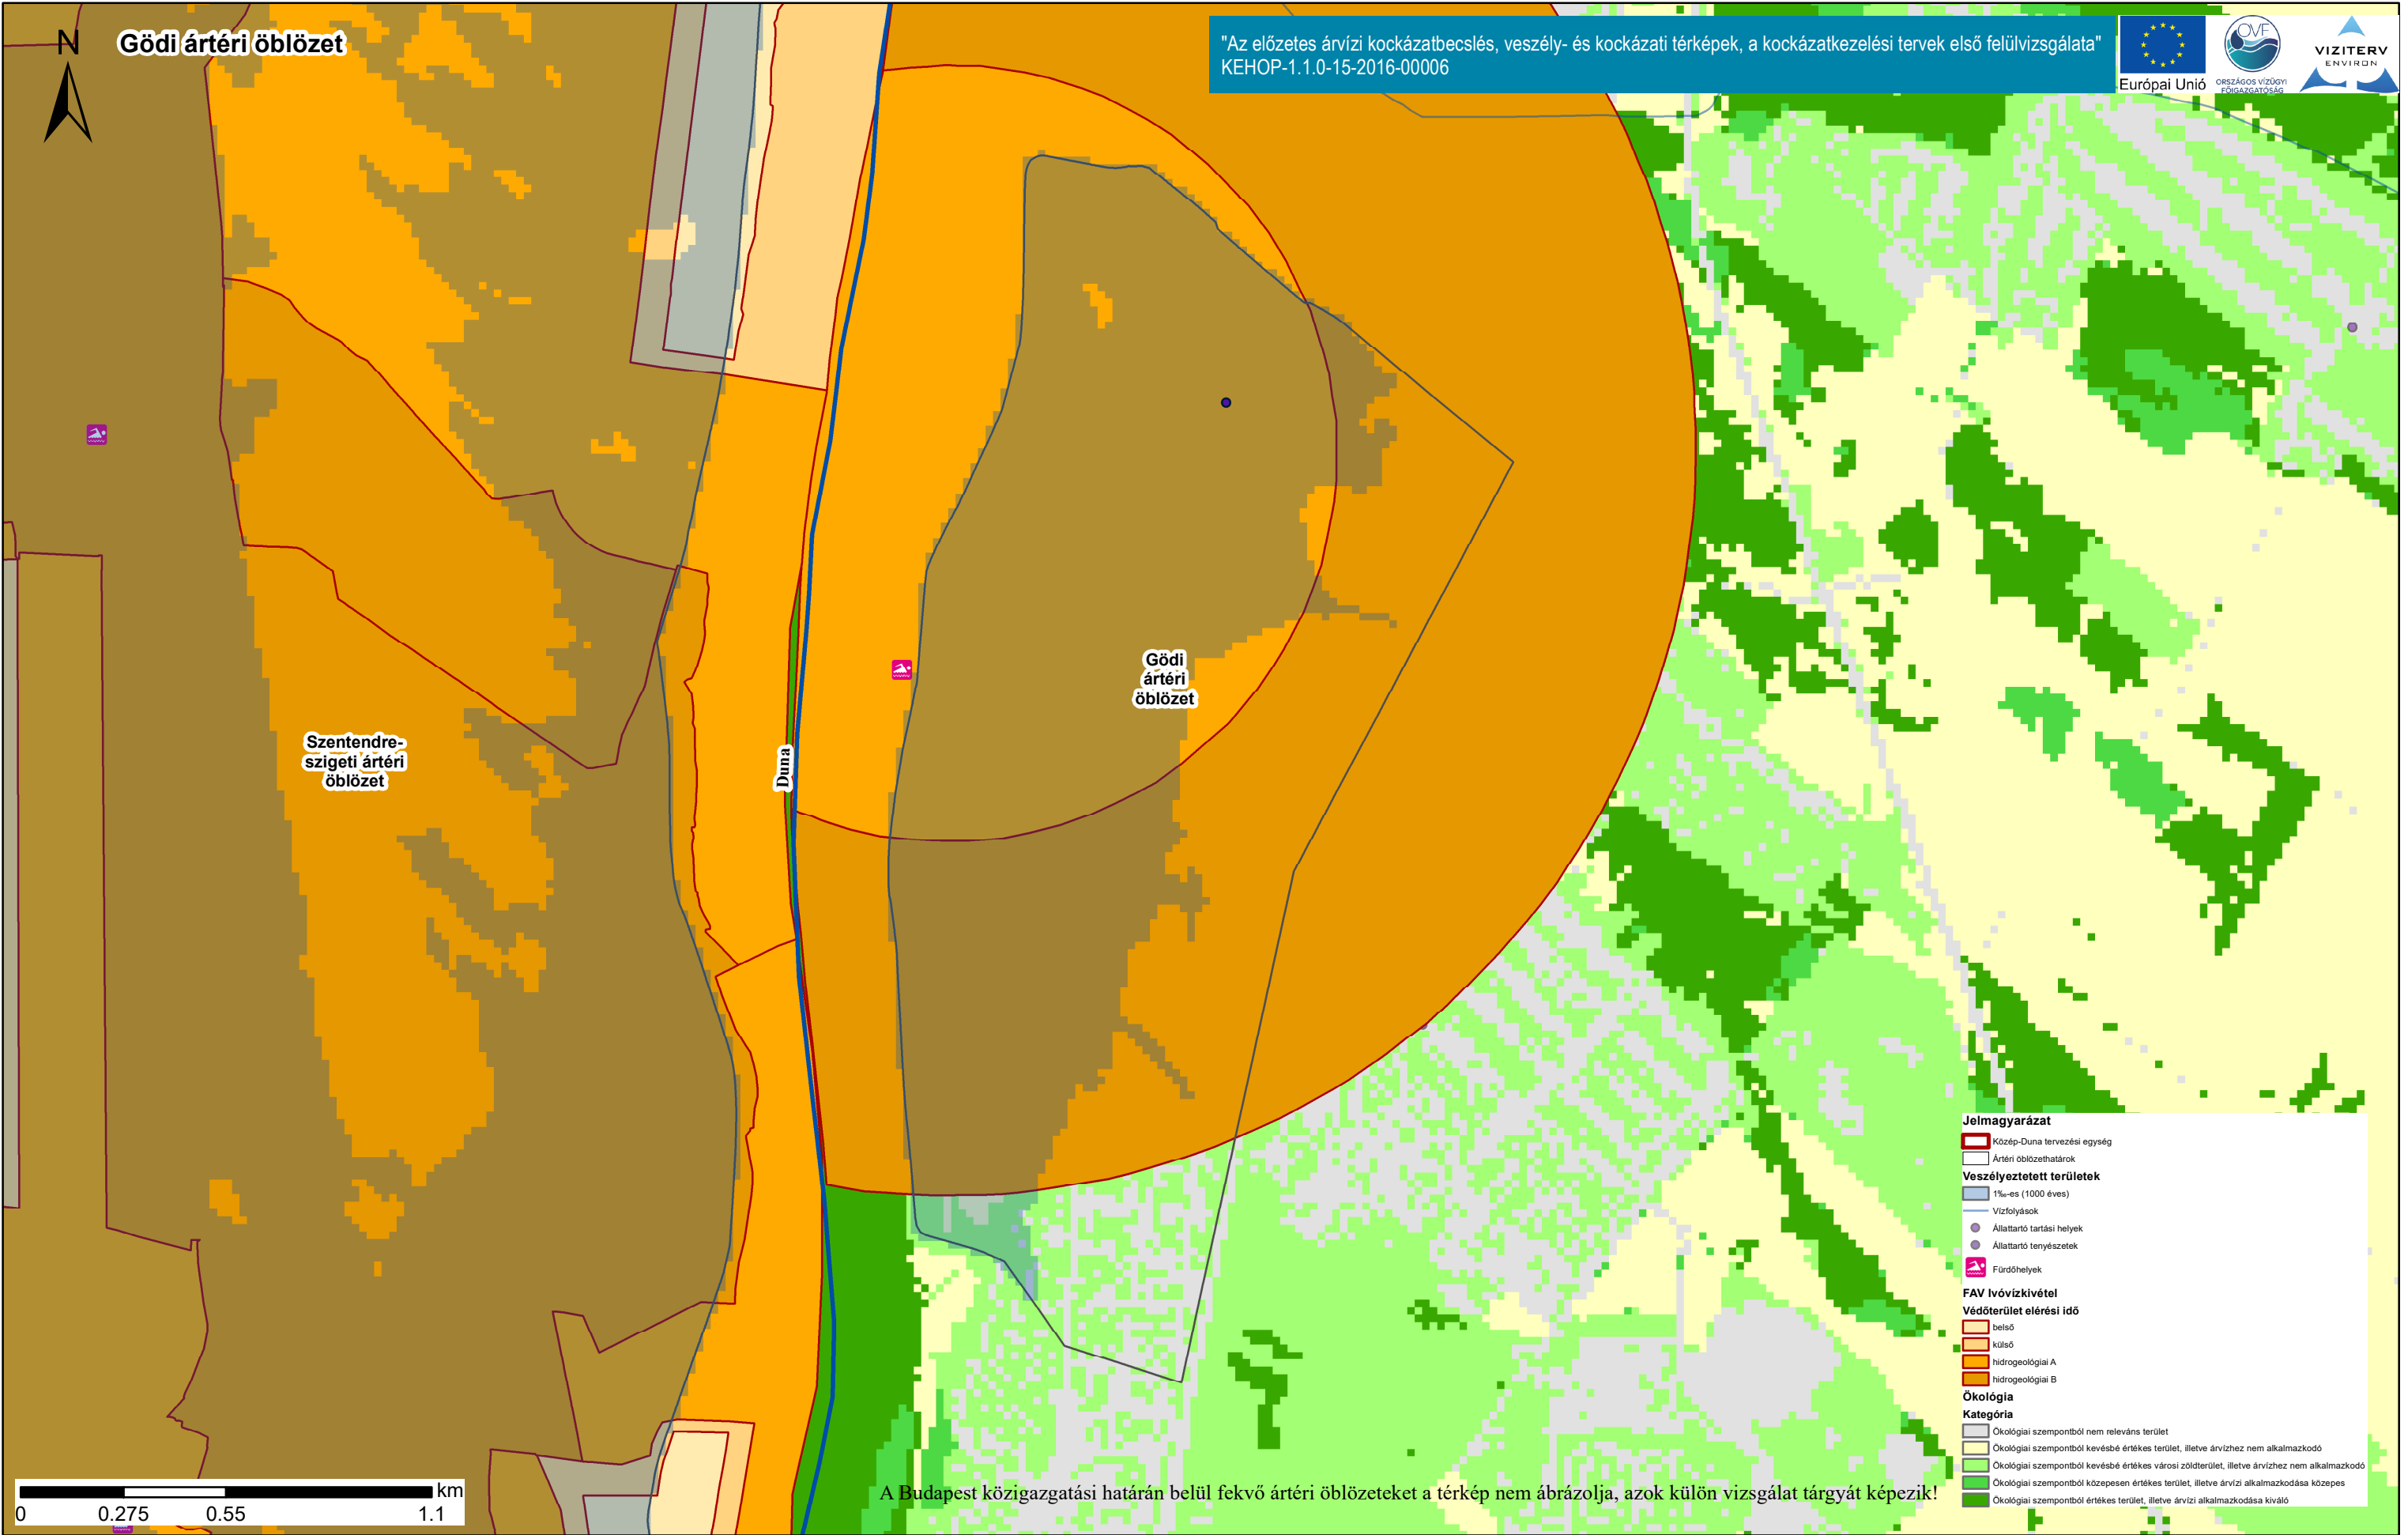 N
Gödi ártéri öblözet
"Az előzetes árvízi kockázatbecslés, veszély- és kockázati térképek, a kockázatkezelési tervek első felülvizsgálata"
KEHOP-1.1.0-15-2016-00006
Európai Unió
OVF
ORSZÁGOS VÍZÜGYI
FŐIGAZGATÓSÁG
VIZITERV
ENVIRON
Gödi
ártéri
öblözet
Szentendre-
szigeti ártéri
öblözet
Duna
Jelmagyarázat
Közép-Duna tervezési egység
Ártéri öblözethatárok
Veszélyeztetett területek
1‰-es (1000 éves)
Vízfolyások
Állattartó tartási helyek
Állattartó tenyészetek
Fürdőhelyek
FAV Ivóvízkivétel
Védőterület elérési idő
belső
külső
hidrogeológiai A
hidrogeológiai B
Ökológia
Kategória
Ökológiai szempontból nem releváns terület
Ökológiai szempontból kevésbé értékes terület, illetve árvízhez nem alkalmazkodó
Ökológiai szempontból kevésbé értékes városi zöldterület, illetve árvízhez nem alkalmazkodó
Ökológiai szempontból közepesen értékes terület, illetve árvízi alkalmazkodása közepes
Ökológiai szempontból értékes terület, illetve árvízi alkalmazkodása kiváló
km
0 0.275 0.55 1.1
A Budapest közigazgatási határán belül fekvő ártéri öblözeteket a térkép nem ábrázolja, azok külön vizsgálat tárgyát képezik!